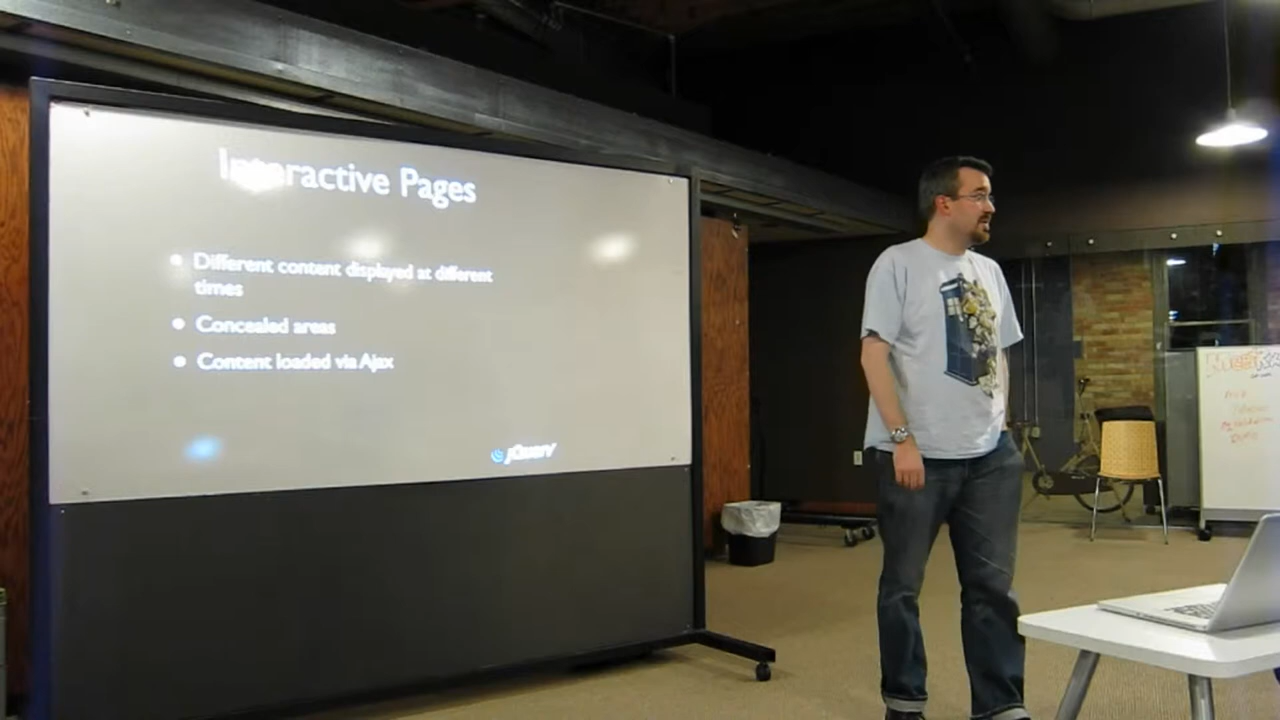 Interactive Pages
Different content displayed at different
times
Concealed areas
Content loaded via Ajax
jQuery